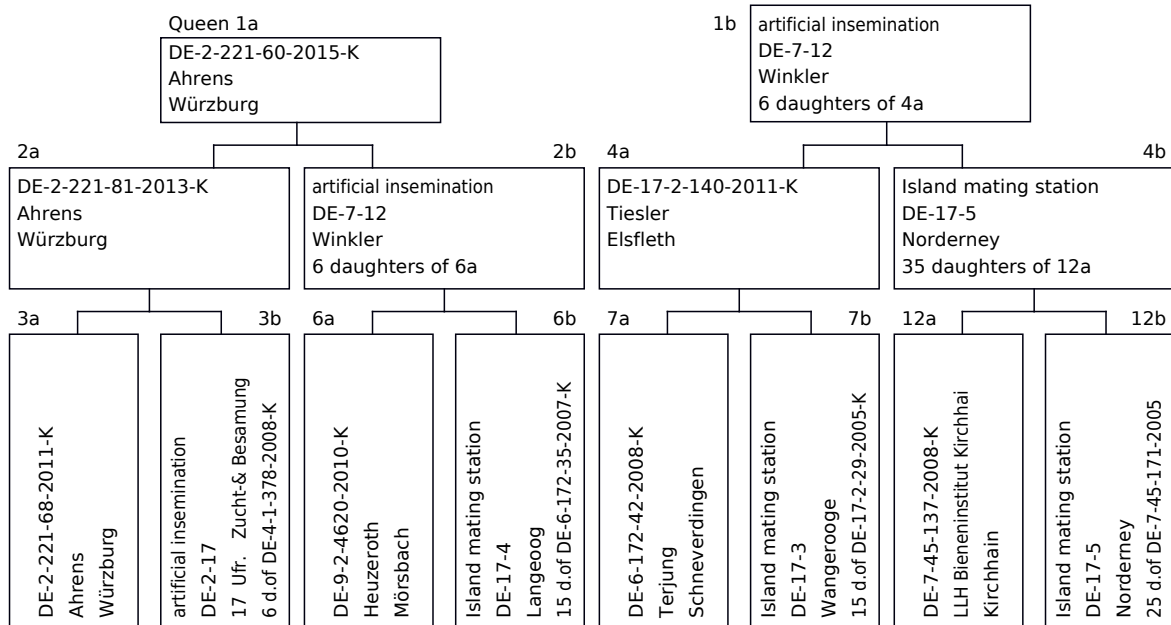 Queen 1a
DE-2-221-60-2015-K
Ahrens
Würzburg
1b
artificial insemination
DE-7-12
Winkler
6 daughters of 4a
2a
DE-2-221-81-2013-K
Ahrens
Würzburg
2b
artificial insemination
DE-7-12
Winkler
6 daughters of 6a
4a
DE-17-2-140-2011-K
Tiesler
Elsfleth
4b
Island mating station
DE-17-5
Norderney
35 daughters of 12a
3a
DE-2-221-68-2011-K
Ahrens
Würzburg
3b
artificial insemination
DE-2-17
17 Ufr. Zucht-& Besamung
6 d.of DE-4-1-378-2008-K
6a
DE-9-2-4620-2010-K
Heuzeroth
Mörsbach
6b
Island mating station
DE-17-4
Langeoog
15 d.of DE-6-172-35-2007-K
7a
DE-6-172-42-2008-K
Terjung
Schneverdingen
7b
Island mating station
DE-17-3
Wangerooge
15 d.of DE-17-2-29-2005-K
12a
DE-7-45-137-2008-K
LLH Bieneninstitut Kirchhai
Kirchhain
12b
Island mating station
DE-17-5
Norderney
25 d.of DE-7-45-171-2005